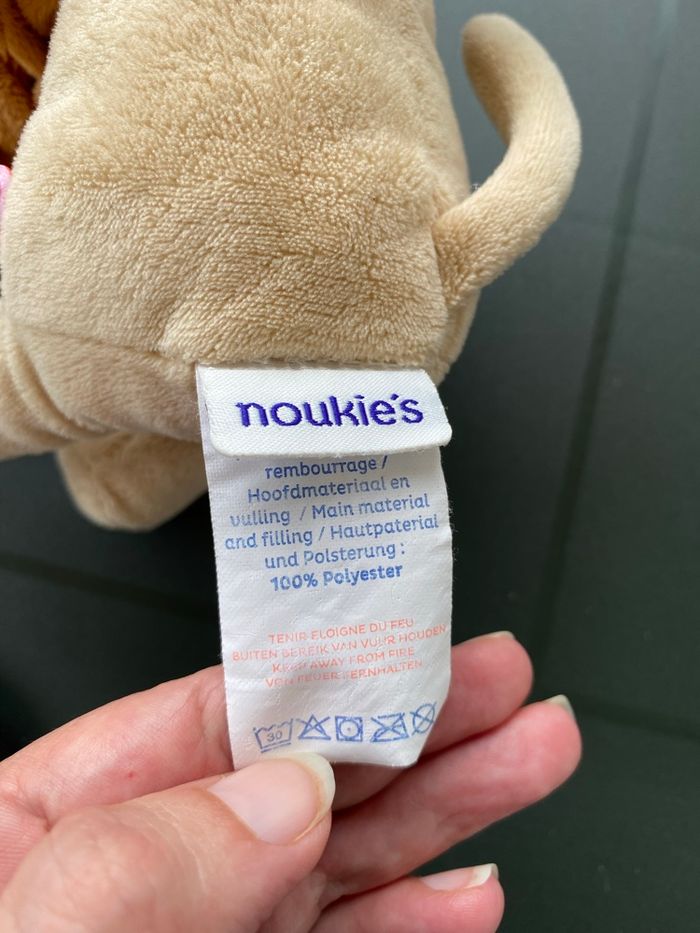 noukie's
rembourrage /
Hoofdmateriaal en
vulling / Main material
and filling / Hautpaterial
und Polsterung :
100% Polyester
TENIR ELOIGNE DU FEU
BUITEN BEREIK VAN VUUR HOUDEN
KEEP AWAY FROM FIRE
VON FEUER FERNHALTEN
30